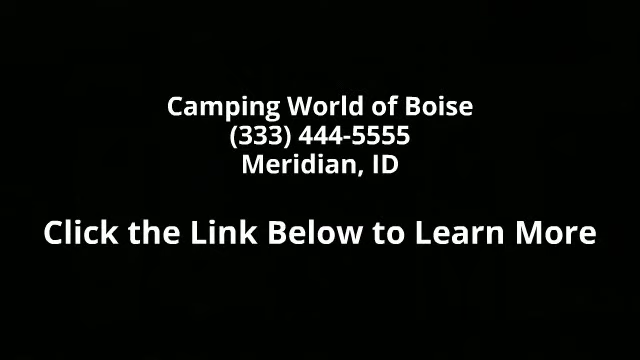 Camping World of Boise
(333) 444-5555
Meridian, ID
Click the Link Below to Learn More